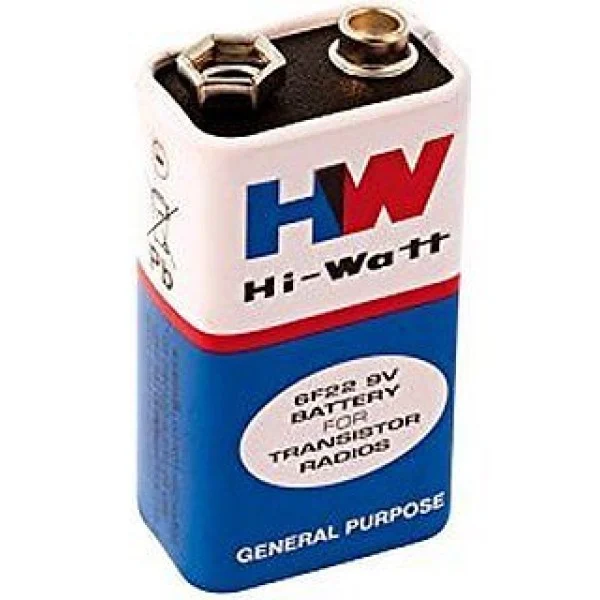 HW
Hi-Watt
6F22 9V
BATTERY
FOR
TRANSISTOR
RADIOS
GENERAL PURPOSE